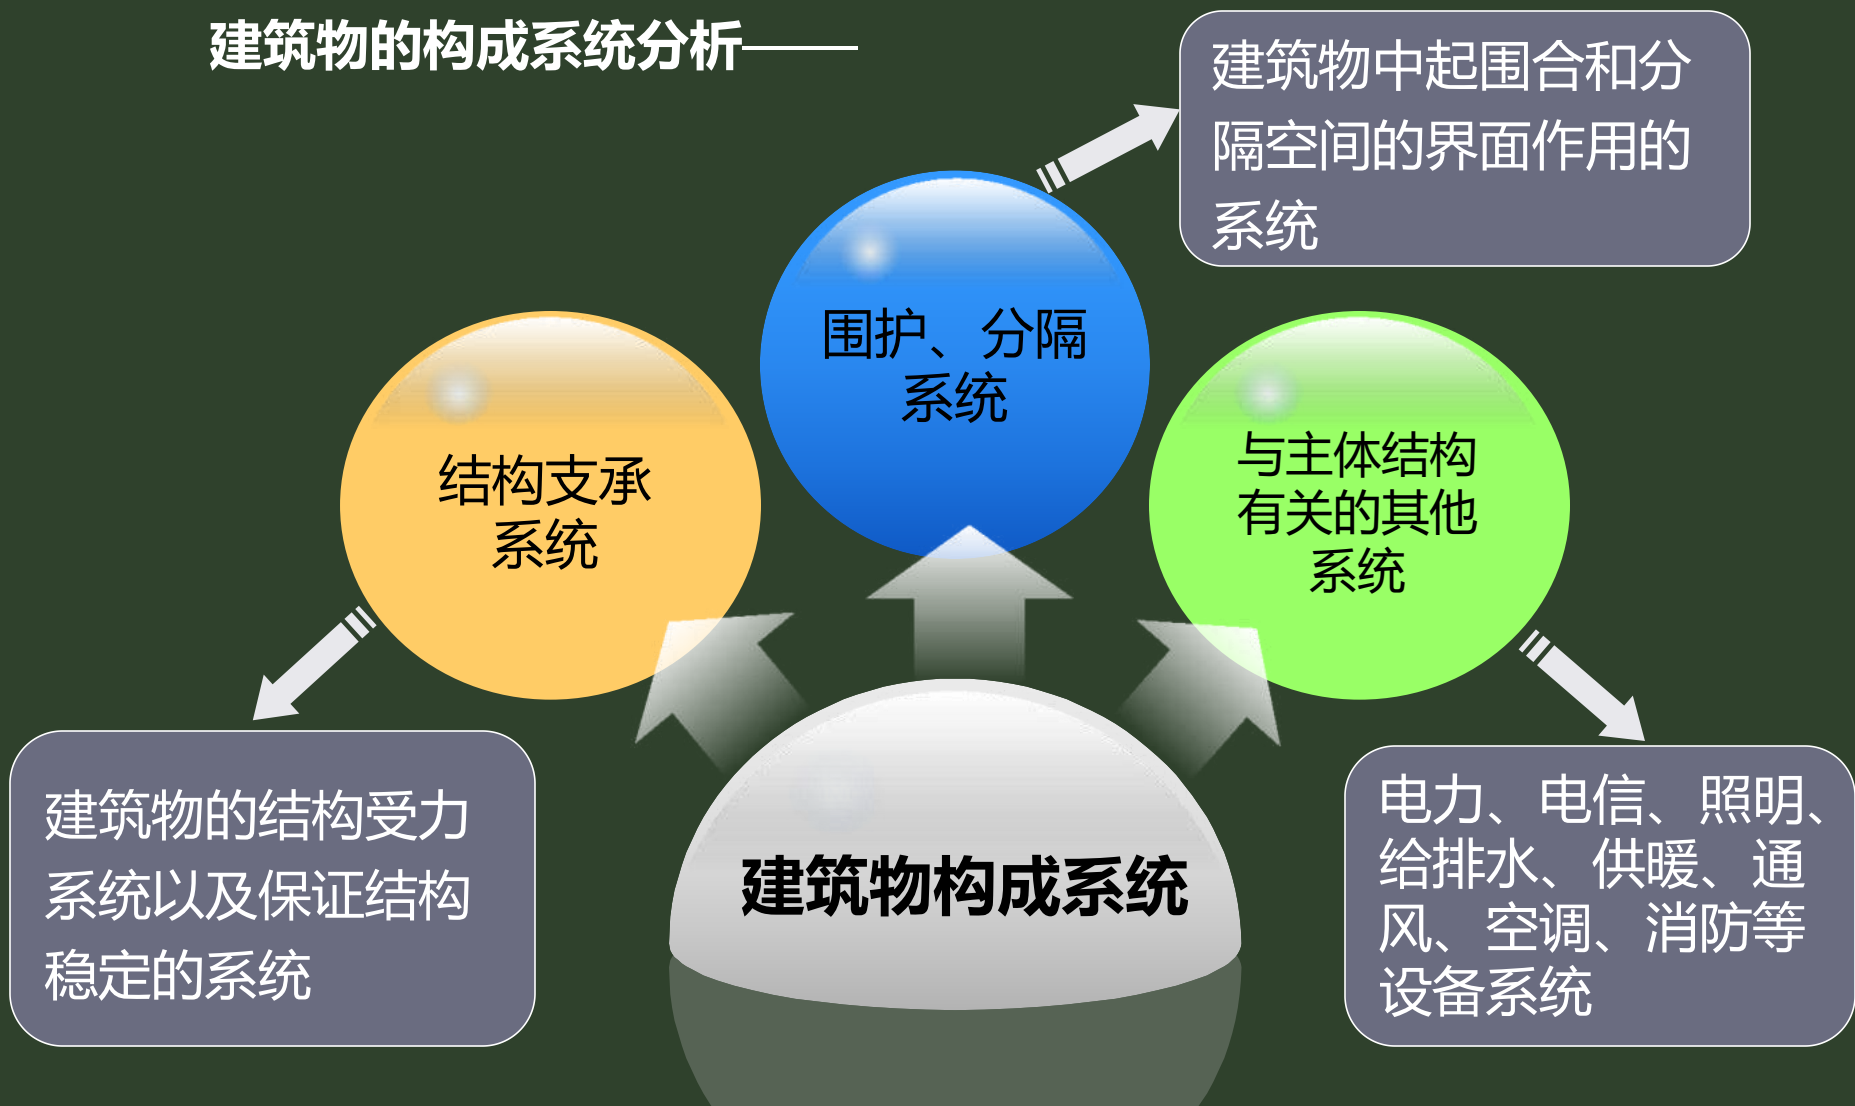 建筑物的构成系统分析——
建筑物中起围合和分
隔空间的界面作用的
系统
围护、分隔
系统
结构支承
系统
与主体结构
有关的其他
系统
建筑物的结构受力
系统以及保证结构
稳定的系统
建筑物构成系统
电力、电信、照明、
给排水、供暖、通
风、空调、消防等
设备系统